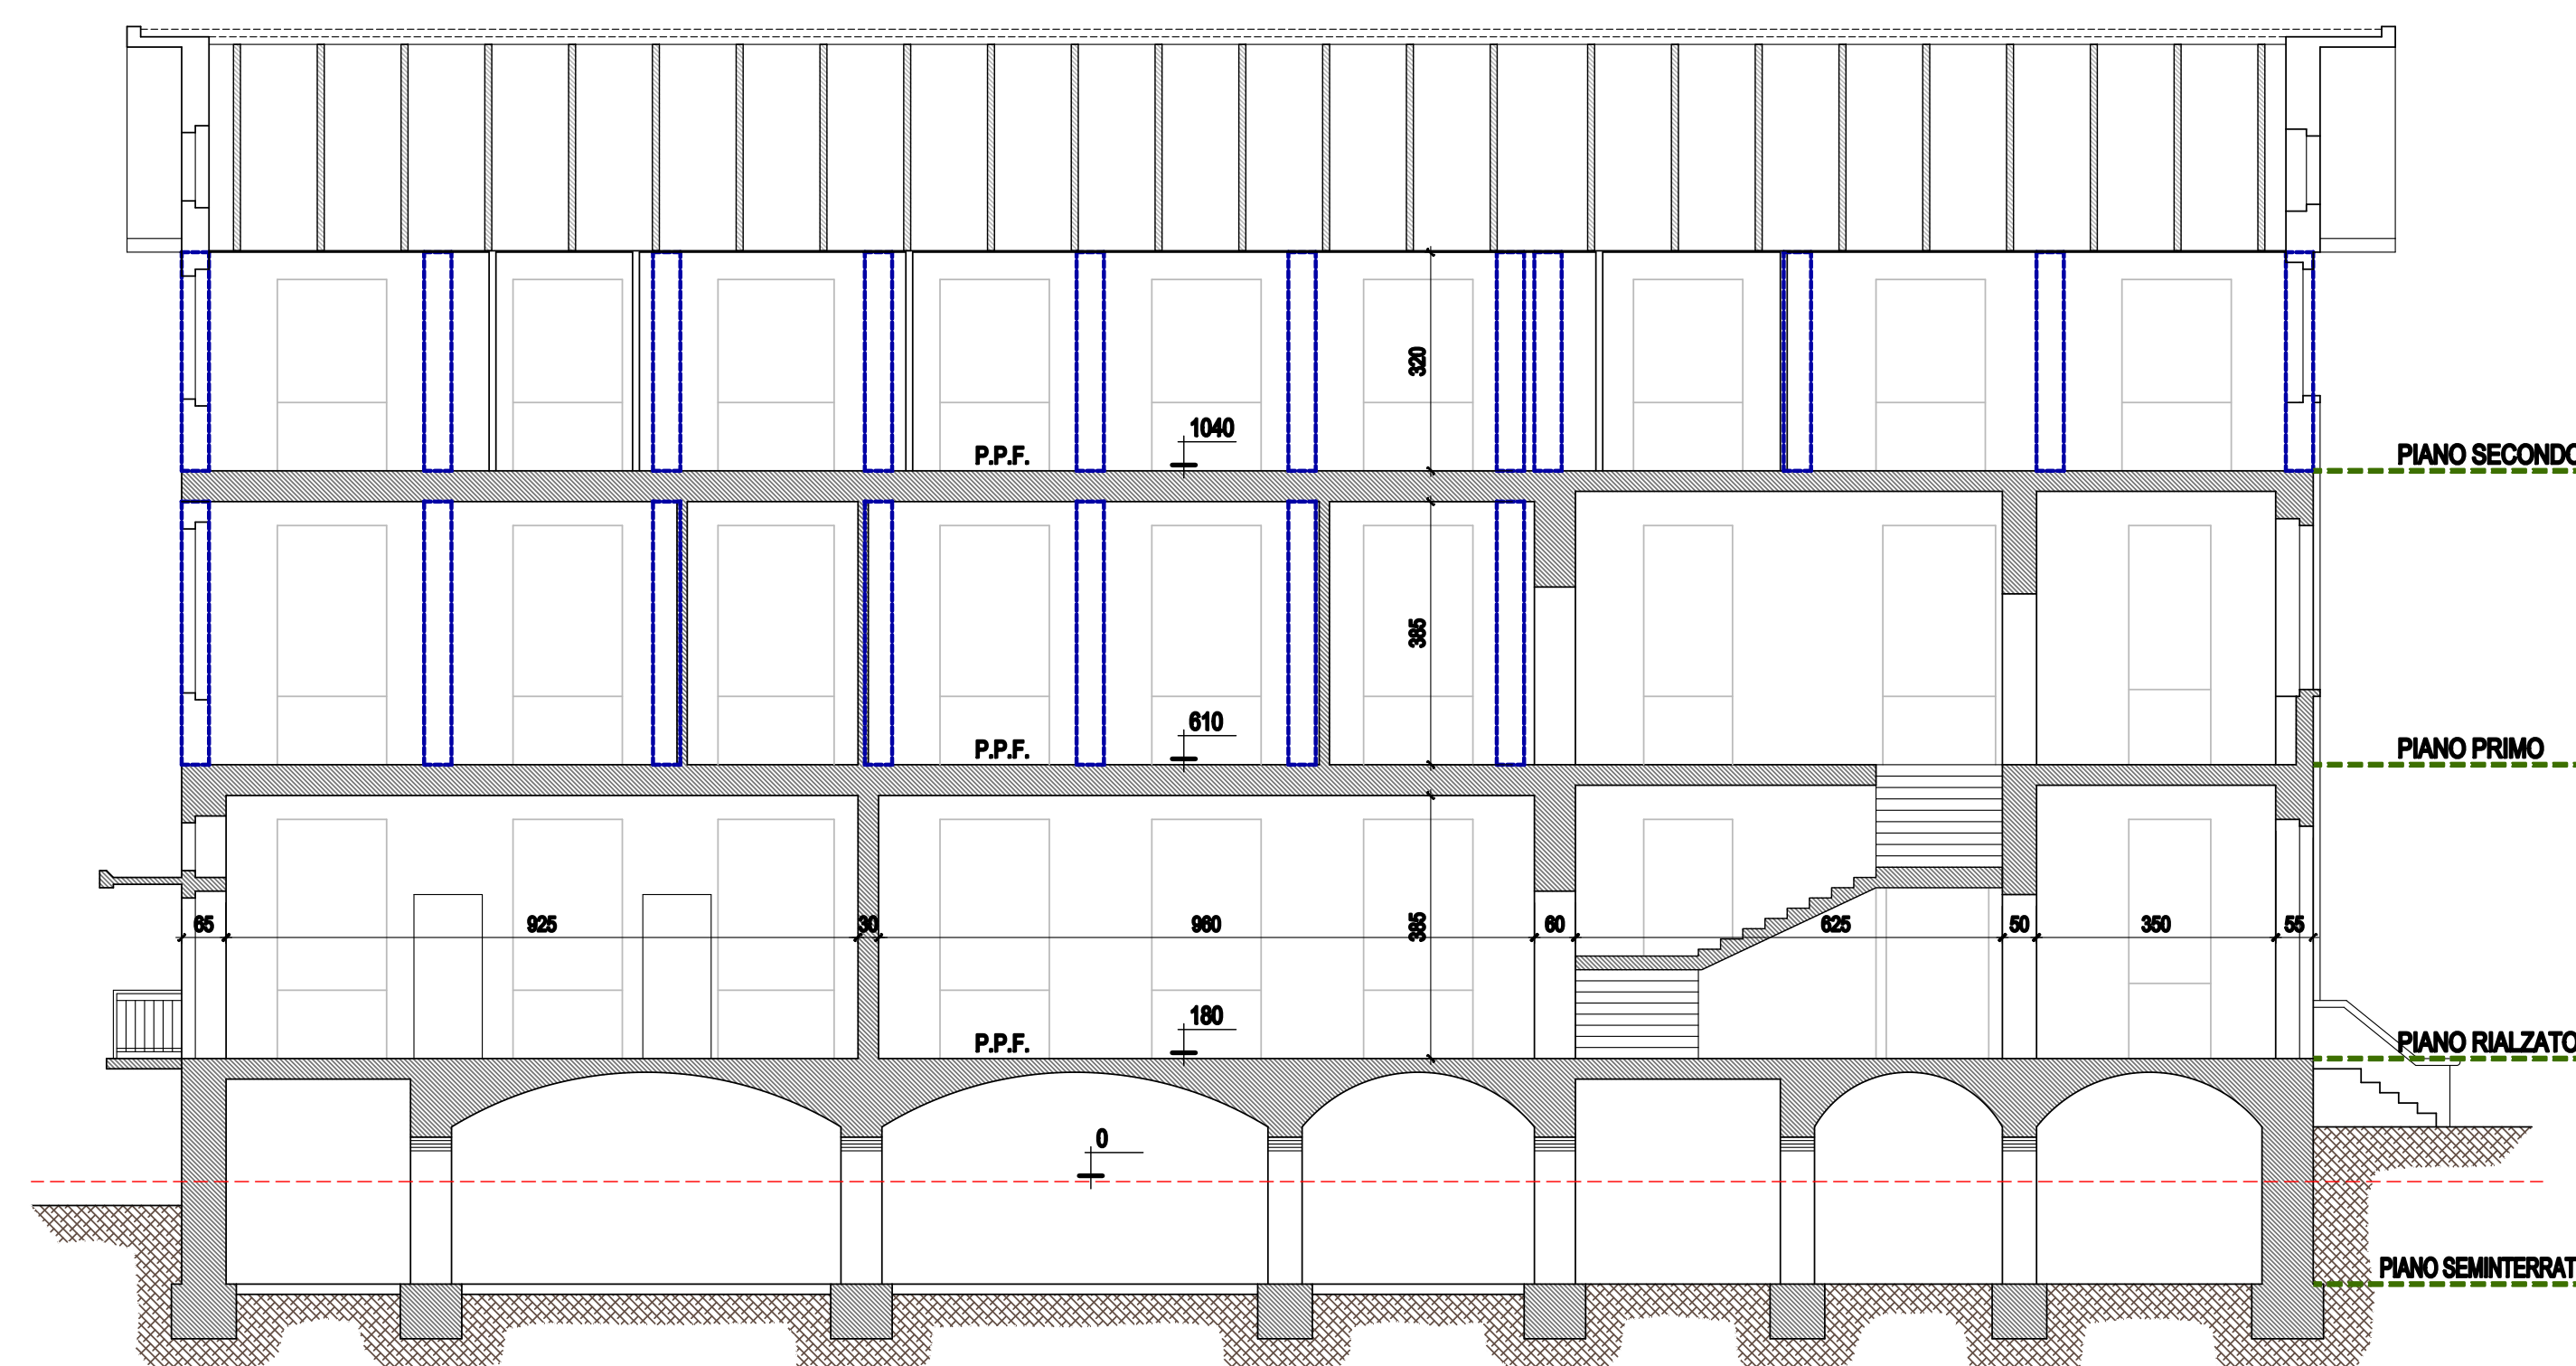 320
1040
P.P.F.
PIANO SECONDO
385
610
P.P.F.
PIANO PRIMO
65 925 30 960 385 60 625 50 350 55
180
P.P.F.
PIANO RIALZATO
0
PIANO SEMINTERRAT